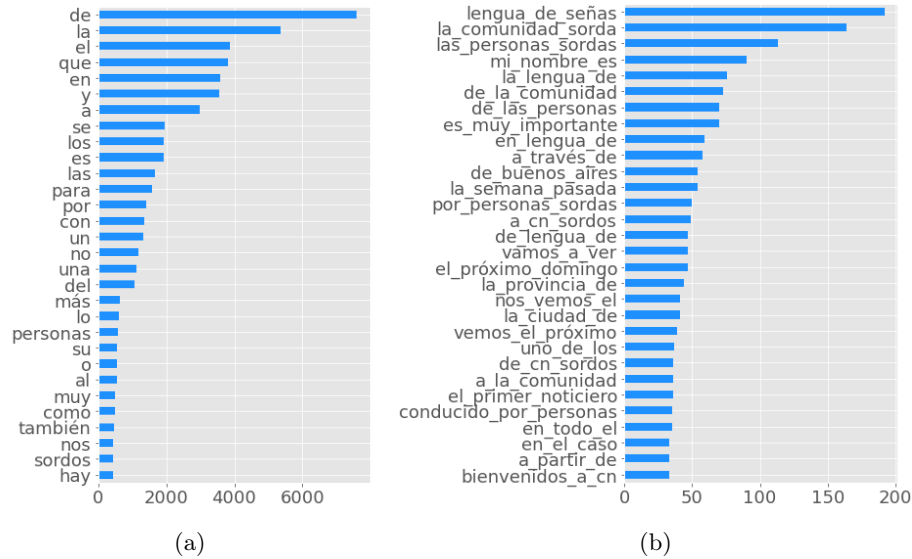 de
la
el
que
en
y
a
se
los
es
las
para
por
con
un
no
una
del
más
lo
personas
su
o
al
muy
como
también
nos
sordos
hay
0 2000 4000 6000
(a)
lengua_de_señas
la_comunidad_sorda
las_personas_sordas
mi_nombre_es
la_lengua_de
de_la_comunidad
de_las_personas
es_muy_importante
en_lengua_de
a_través_de
de_buenos_aires
la_semana_pasada
por_personas_sordas
a_cn_sordos
de_lengua_de
vamos_a_ver
el_próximo_domingo
la_provincia_de
nos_vemos_el
la_ciudad_de
vemos_el_próximo
uno_de_los
de_cn_sordos
a_la_comunidad
el_primer_noticiero
conducido_por_personas
en_todo_el
en_el_caso
a_partir_de
bienvenidos_a_cn
0 50 100 150 200
(b)